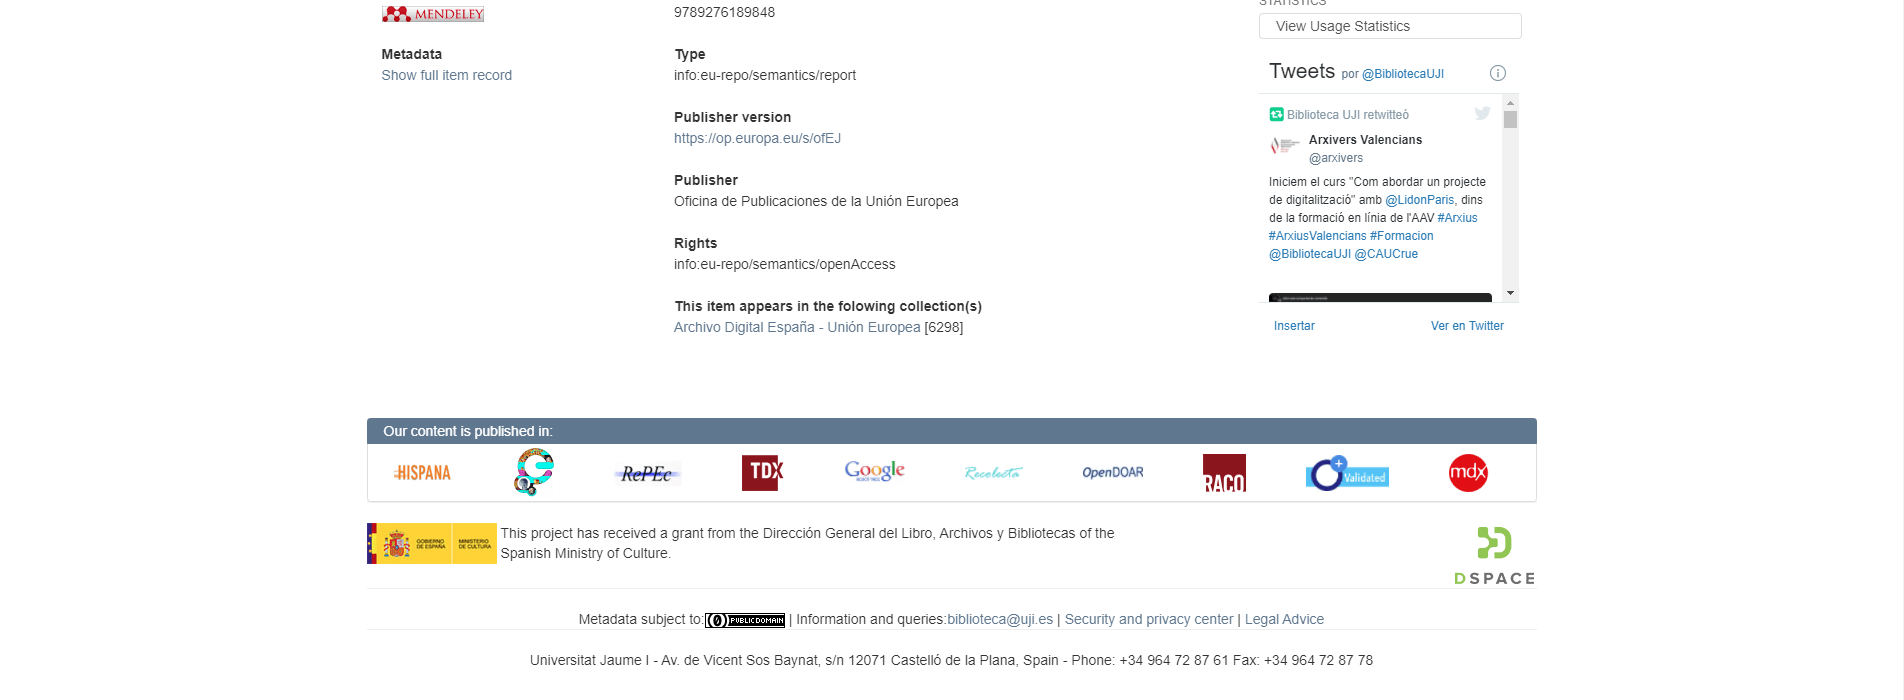 MENDELEY
Metadata
Show full item record
9789276189848
Type
info:eu-repo/semantics/report
Publisher version
https://op.europa.eu/s/ofEJ
Publisher
Oficina de Publicaciones de la Unión Europea
Rights
info:eu-repo/semantics/openAccess
This item appears in the folowing collection(s)
Archivo Digital España - Unión Europea [6298]
STATISTICS
View Usage Statistics
Tweets por @BibliotecaUJI
Biblioteca UJI retwitteó
Arxivers Valencians
@arxivers
Iniciem el curs "Com abordar un projecte
de digitalització" amb @LidonParis, dins
de la formació en línia de l'AAV #Arxius
#ArxiusValencians #Formacion
@BibliotecaUJI @CAUCrue
Insertar
Ver en Twitter
Our content is published in:
HISPANA
RePEc
TDX
Google
Recolecta
OpenDOAR
RACO
Validated
mdx
GOBIERNO
DE ESPAÑA
MINISTERIO
DE CULTURA
This project has received a grant from the Dirección General del Libro, Archivos y Bibliotecas of the
Spanish Ministry of Culture.
DSPACE
Metadata subject to: PUBLIC DOMAIN | Information and queries:biblioteca@uji.es | Security and privacy center | Legal Advice
Universitat Jaume I - Av. de Vicent Sos Baynat, s/n 12071 Castelló de la Plana, Spain - Phone: +34 964 72 87 61 Fax: +34 964 72 87 78